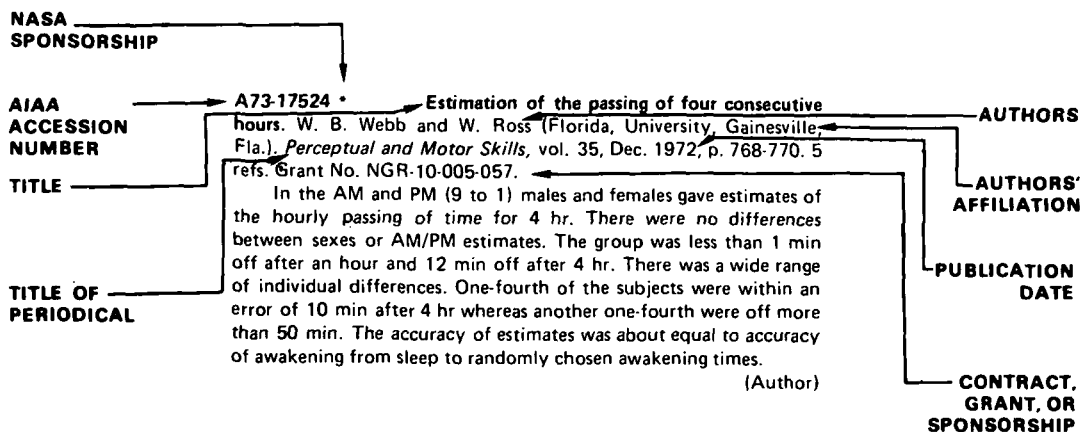 NASA
SPONSORSHIP
AIAA
ACCESSION
NUMBER
TITLE
TITLE OF
PERIODICAL
A73-17524 * Estimation of the passing of four consecutive
hours. W. B. Webb and W. Ross (Florida, University, Gainesville,
Fla.). Perceptual and Motor Skills, vol. 35, Dec. 1972, p. 768-770. 5
refs. Grant No. NGR-10-005-057.
In the AM and PM (9 to 1) males and females gave estimates of
the hourly passing of time for 4 hr. There were no differences
between sexes or AM/PM estimates. The group was less than 1 min
off after an hour and 12 min off after 4 hr. There was a wide range
of individual differences. One-fourth of the subjects were within an
error of 10 min after 4 hr whereas another one-fourth were off more
than 50 min. The accuracy of estimates was about equal to accuracy
of awakening from sleep to randomly chosen awakening times.
(Author)
AUTHORS
AUTHORS'
AFFILIATION
PUBLICATION
DATE
CONTRACT,
GRANT, OR
SPONSORSHIP